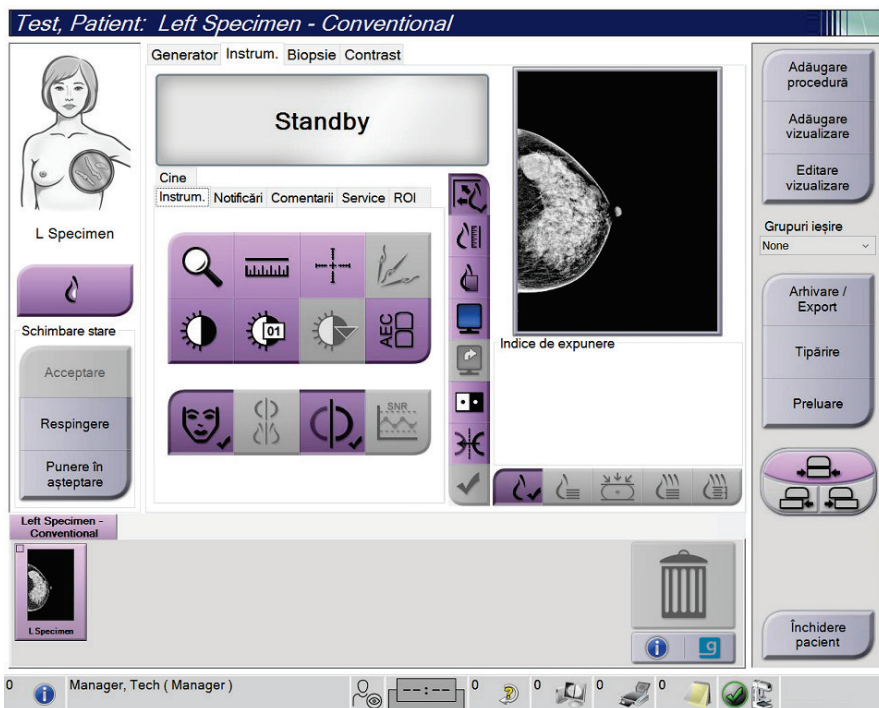 Test, Patient: Left Specimen - Conventional
Generator Instrum. Biopsie Contrast
Standby
Cine
Instrum. Notificări Comentarii Service ROI
L Specimen
01
AEC
SNR
Schimbare stare
Acceptare
Respingere
Punere în
așteptare
Indice de expunere
Adăugare
procedură
Adăugare
vizualizare
Editare
vizualizare
Grupuri ieșire
None
Arhivare /
Export
Tipărire
Preluare
Închidere
pacient
Left Specimen -
Conventional
L Specimen
0 Manager, Tech ( Manager ) --:-- 0 0 0 0